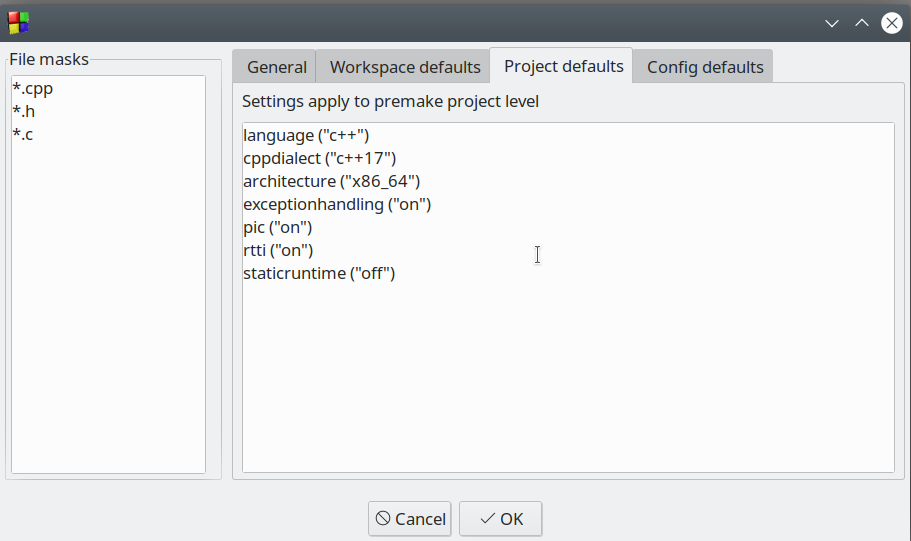 File masks
*.cpp
*.h
*.c
General
Workspace defaults
Project defaults
Config defaults
Settings apply to premake project level
language ("c++")
cppdialect ("c++17")
architecture ("x86_64")
exceptionhandling ("on")
pic ("on")
rtti ("on")
staticruntime ("off")
Cancel
OK